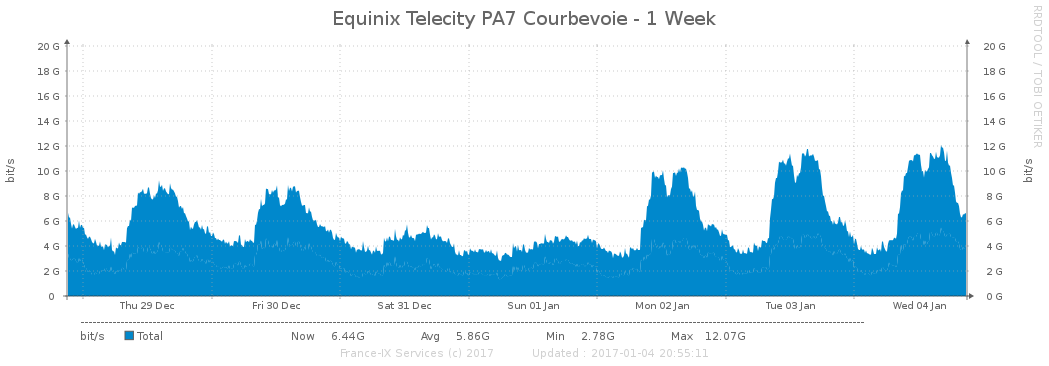 Equinix Telecity PA7 Courbevoie - 1 Week
RRDTOOL / TOBI OETIKER
bit/s
20 G 20 G
18 G 18 G
16 G 16 G
14 G 14 G
12 G 12 G
10 G 10 G
8 G 8 G
6 G 6 G
4 G 4 G
2 G 2 G
0 0 G
bit/s
Thu 29 Dec Fri 30 Dec Sat 31 Dec Sun 01 Jan Mon 02 Jan Tue 03 Jan Wed 04 Jan
bit/s Total Now 6.44G Avg 5.86G Min 2.78G Max 12.07G
France-IX Services (c) 2017 Updated : 2017-01-04 20:55:11